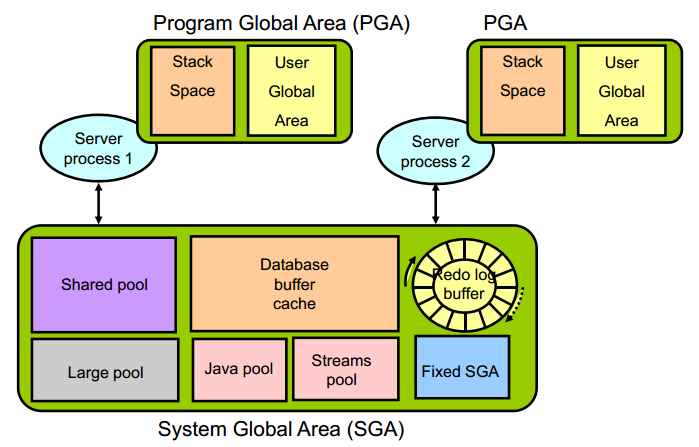 Program Global Area (PGA)
PGA
Stack
Space
User
Global
Area
Stack
Space
User
Global
Area
Server
process 1
Server
process 2
Shared pool
Database
buffer
cache
Redo log
buffer
Large pool
Java pool
Streams
pool
Fixed SGA
System Global Area (SGA)